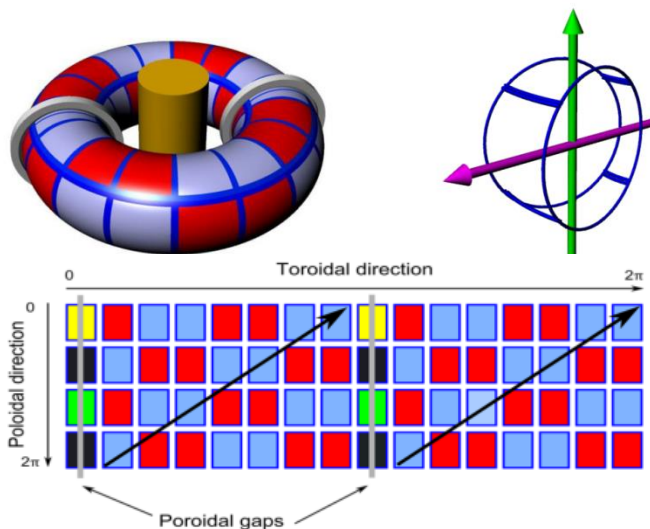 0
Toroidal direction
2π
0
Poloidal direction
2π
Poroidal gaps